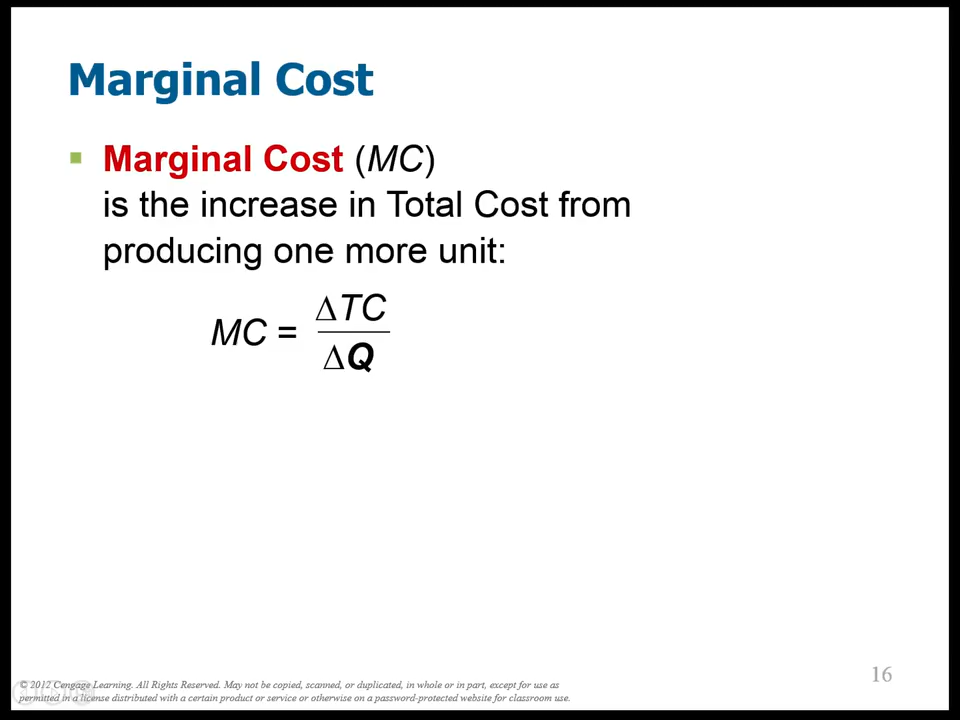 Marginal Cost
▪ Marginal Cost (MC)
is the increase in Total Cost from
producing one more unit:
MC = ∆TC
∆Q
16
© 2012 Cengage Learning. All Rights Reserved. May not be copied, scanned, or duplicated, in whole or in part, except for use as
permitted in a license distributed with a certain product or service or otherwise on a password-protected website for classroom use.